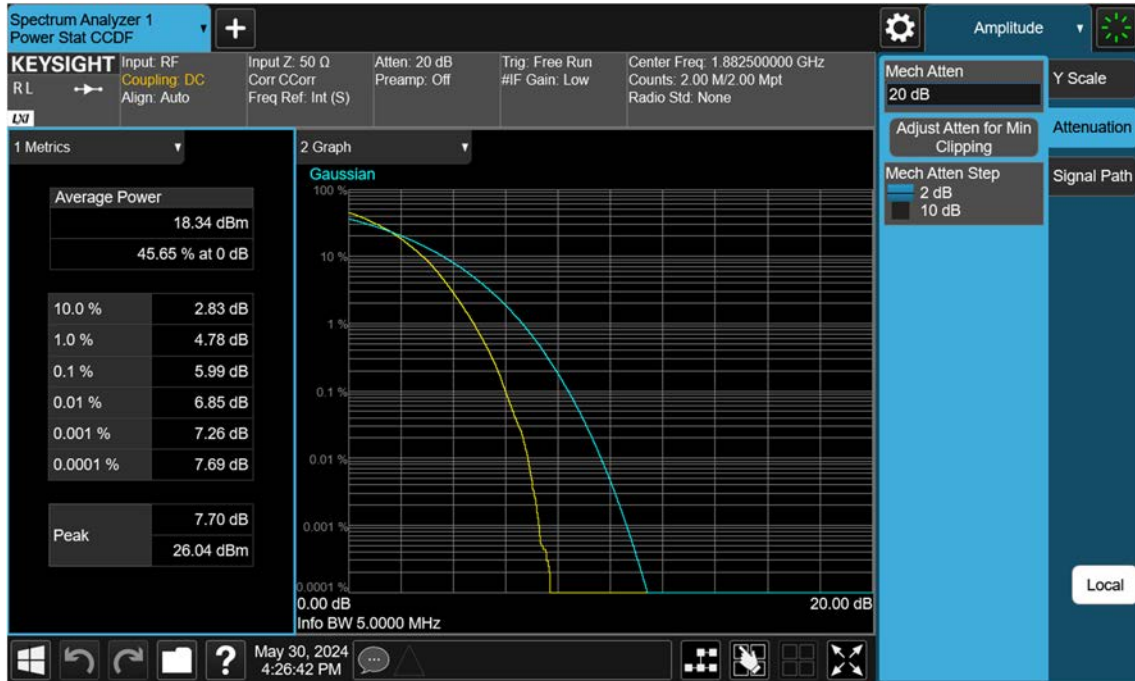 Spectrum Analyzer 1
Power Stat CCDF
Amplitude
KEYSIGHT
R L
LXI
Input: RF
Coupling: DC
Align: Auto
Input Z: 50 Ω
Corr CCorr
Freq Ref: Int (S)
Atten: 20 dB
Preamp: Off
Trig: Free Run
#IF Gain: Low
Center Freq: 1.882500000 GHz
Counts: 2.00 M/2.00 Mpt
Radio Std: None
1 Metrics
Average Power
18.34 dBm
45.65 % at 0 dB
10.0 % 2.83 dB
1.0 % 4.78 dB
0.1 % 5.99 dB
0.01 % 6.85 dB
0.001 % 7.26 dB
0.0001 % 7.69 dB
Peak
7.70 dB
26.04 dBm
2 Graph
Gaussian
100 %
10 %
1 %
0.1 %
0.01 %
0.001 %
0.0001 %
0.00 dB 20.00 dB
Info BW 5.0000 MHz
Mech Atten
20 dB
Adjust Atten for Min
Clipping
Mech Atten Step
2 dB
10 dB
Y Scale
Attenuation
Signal Path
Local
?
May 30, 2024
4:26:42 PM